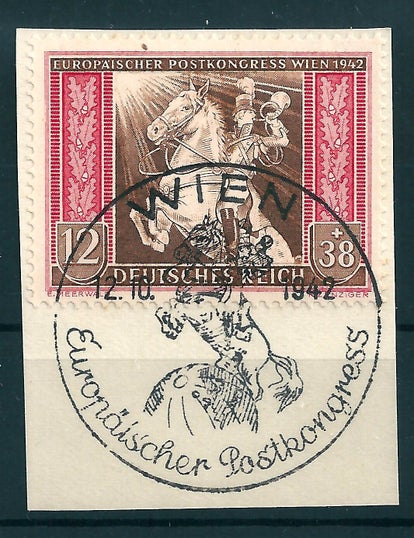 EUROPÄISCHER POSTKONGRESS WIEN 1942
WIEN
12
+
38
DEUTSCHES REICH
12.10. 1942
Europäischer Postkongress